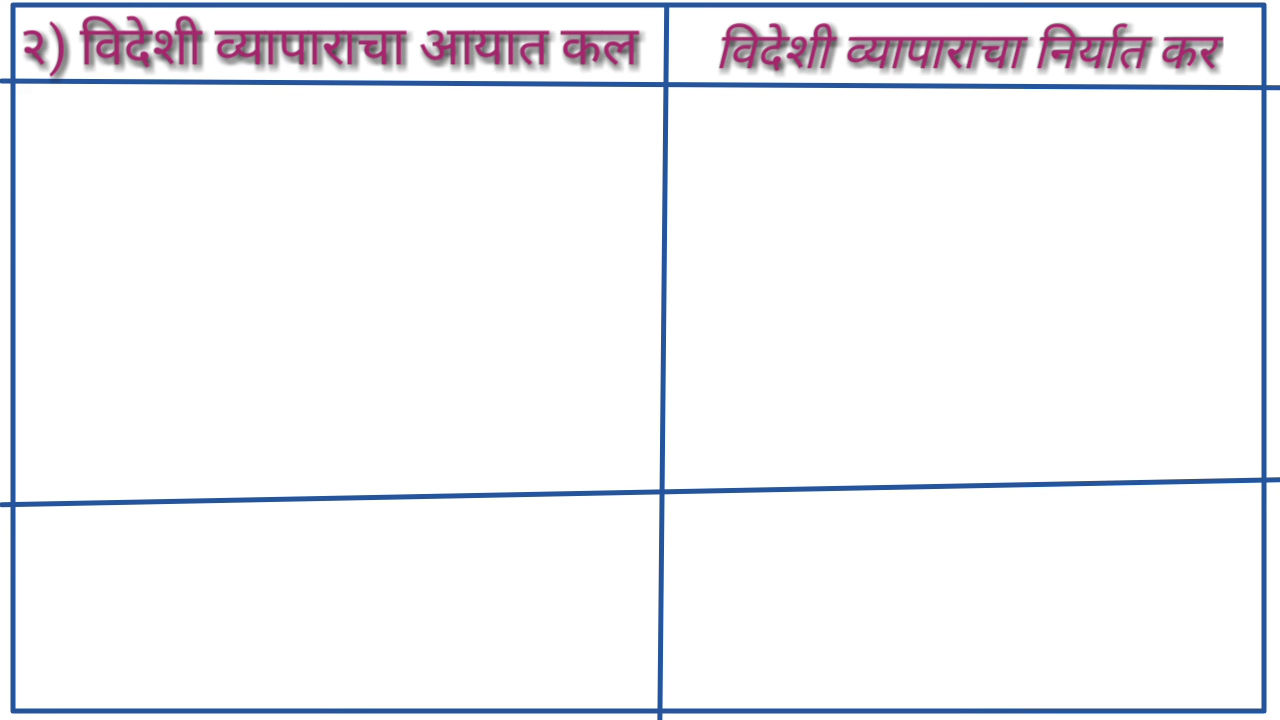 २) विदेशी व्यापाराचा आयात कल
विदेशी व्यापाराचा निर्यात कर